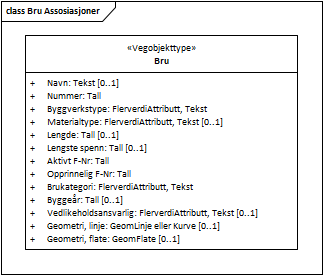 class Bru Assosiasjoner
«Vegobjekttype»
Bru
+ Navn: Tekst [0..1]
+ Nummer: Tall
+ Byggverkstype: FlerverdiAttributt, Tekst
+ Materialtype: FlerverdiAttributt, Tekst [0..1]
+ Lengde: Tall [0..1]
+ Lengste spenn: Tall [0..1]
+ Aktivt F-Nr: Tall
+ Opprinnelig F-Nr: Tall
+ Brukategori: FlerverdiAttributt, Tekst
+ Byggeår: Tall [0..1]
+ Vedlikeholdsansvarlig: FlerverdiAttributt, Tekst [0..1]
+ Geometri, linje: GeomLinje eller Kurve [0..1]
+ Geometri, flate: GeomFlate [0..1]